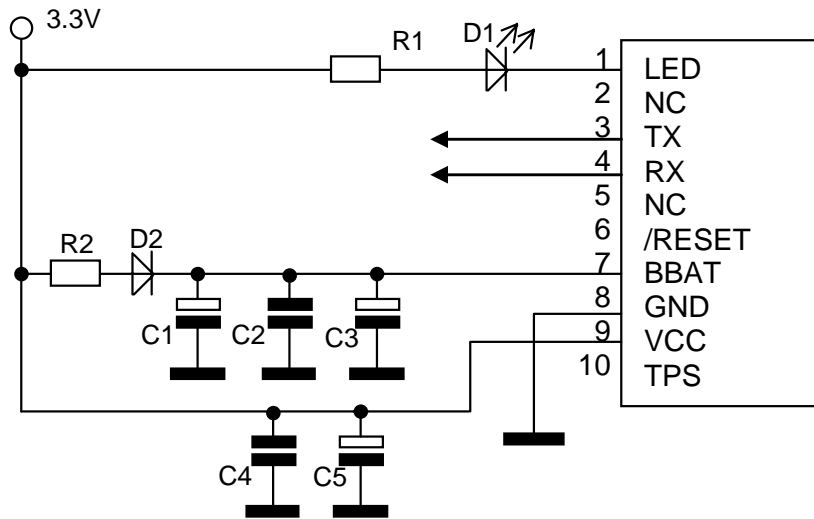 3.3V
R1
D1
1 LED
2 NC
3 TX
4 RX
5 NC
6 /RESET
R2
D2
7 BBAT
8 GND
9 VCC
10 TPS
C1
C2
C3
C4
C5